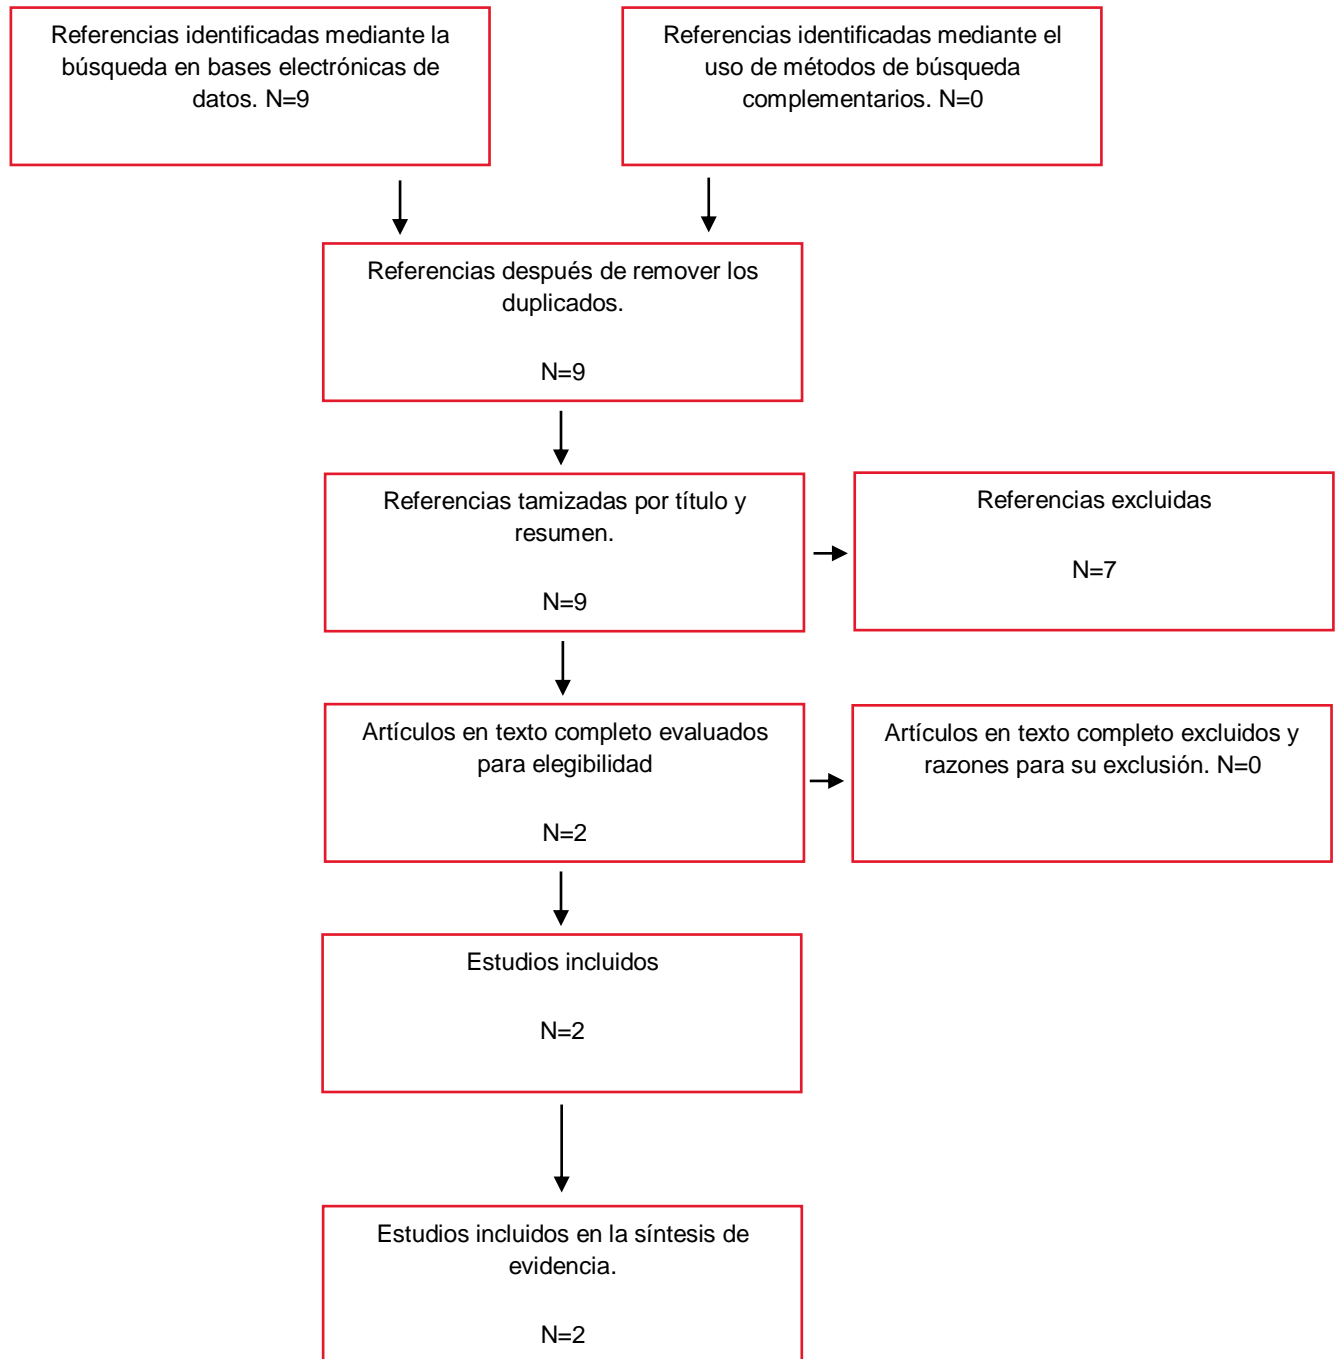 Referencias identificadas mediante la
búsqueda en bases electrónicas de
datos. N=9
Referencias identificadas mediante el
uso de métodos de búsqueda
complementarios. N=0
Referencias después de remover los
duplicados.
N=9
Referencias tamizadas por título y
resumen.
N=9
Referencias excluidas
N=7
Artículos en texto completo evaluados
para elegibilidad
N=2
Artículos en texto completo excluidos y
razones para su exclusión. N=0
Estudios incluidos
N=2
Estudios incluidos en la síntesis de
evidencia.
N=2